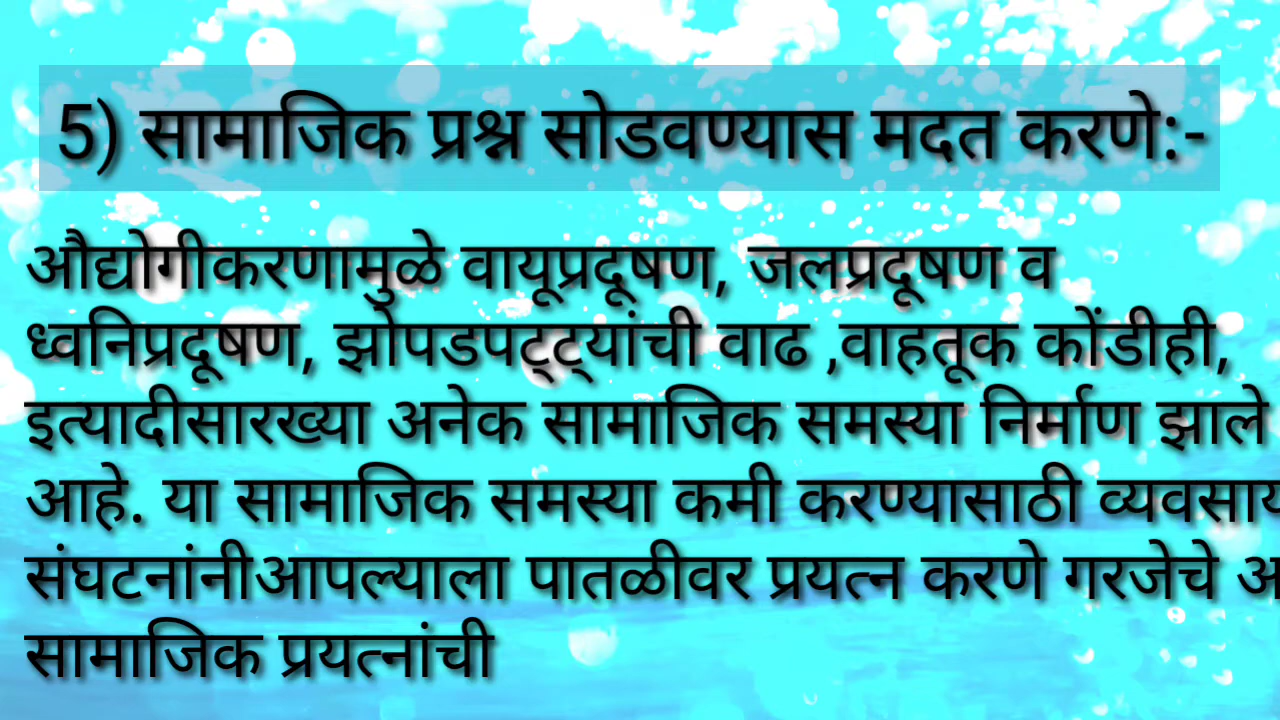 5) सामाजिक प्रश्न सोडवण्यास मदत करणे:-
औद्योगीकरणामुळे वायूप्रदूषण, जलप्रदूषण व
ध्वनिप्रदूषण, झोपडपट्ट्यांची वाढ ,वाहतूक कोंडीही,
इत्यादीसारख्या अनेक सामाजिक समस्या निर्माण झाले
आहे. या सामाजिक समस्या कमी करण्यासाठी
संघटनांनीआपल्याला पातळीवर प्रयत्न करणे गरजेचे
सामाजिक प्रयत्नांची